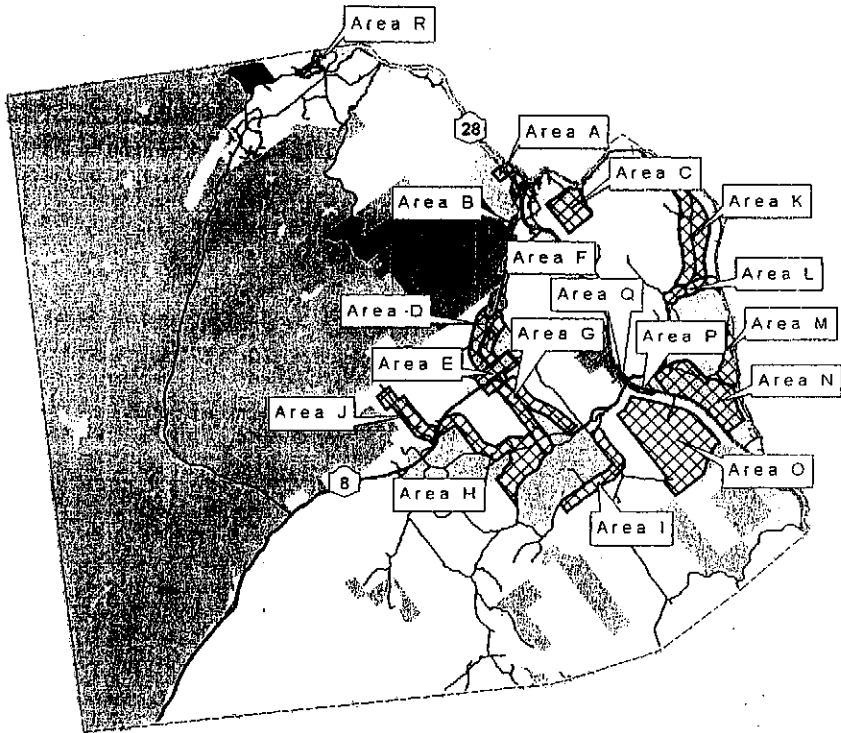 Area R
28
Area A
Area C
Area B
Area K
Area F
Area L
Area Q
Area D
Area P
Area M
Area G
Area E
Area N
Area J
Area O
8
Area H
Area I